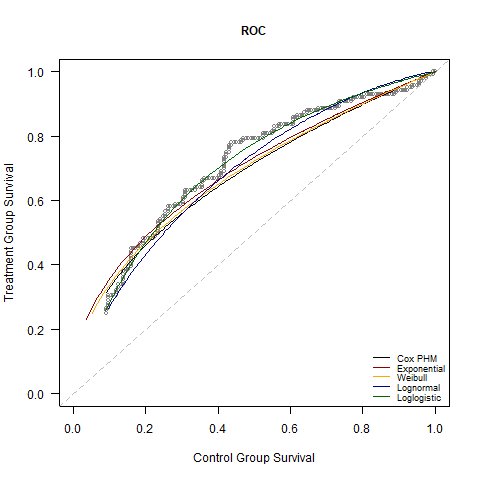 ROC
Treatment Group Survival
1.0
0.8
0.6
0.4
0.2
0.0
Cox PHM
Exponential
Weibull
Lognormal
Loglogistic
0.0 0.2 0.4 0.6 0.8 1.0
Control Group Survival